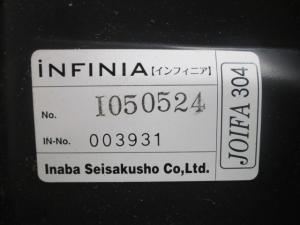 iNFINIA【インフィニア】
No. I050524
IN-No. 003931
Inaba Seisakusho Co,Ltd.
JOIFA 304